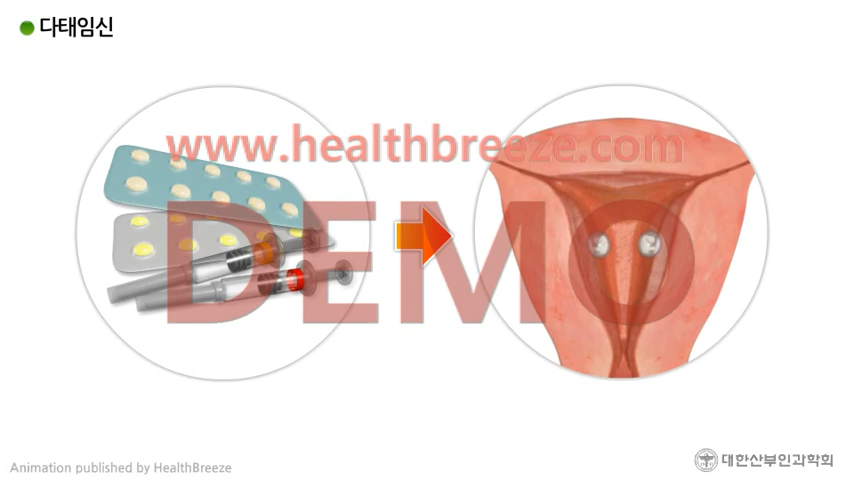 다태임신
www.healthbreeze.com
DEMO
Animation published by HealthBreeze
대한산부인과학회